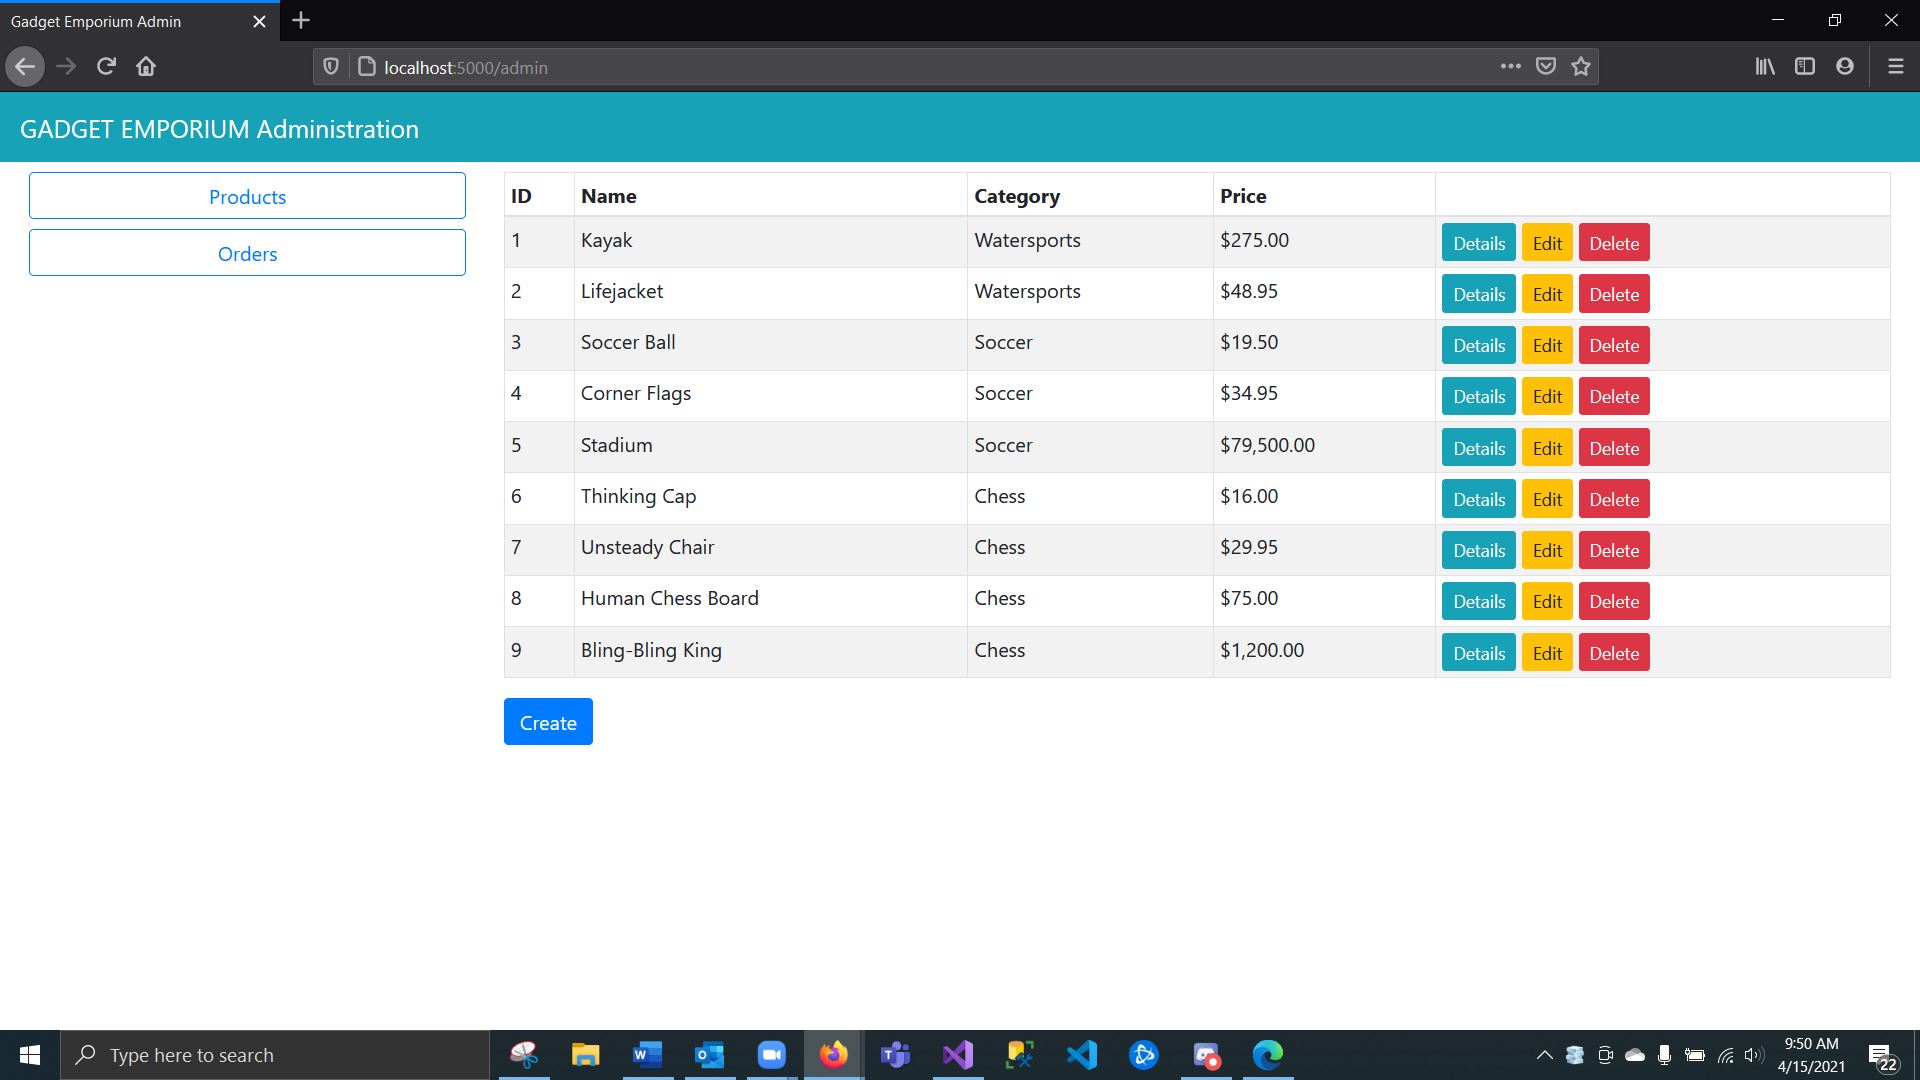 Gadget Emporium Admin
localhost:5000/admin
GADGET EMPORIUM Administration
Products
Orders
ID Name Category Price
1 Kayak Watersports $275.00 Details Edit Delete
2 Lifejacket Watersports $48.95 Details Edit Delete
3 Soccer Ball Soccer $19.50 Details Edit Delete
4 Corner Flags Soccer $34.95 Details Edit Delete
5 Stadium Soccer $79,500.00 Details Edit Delete
6 Thinking Cap Chess $16.00 Details Edit Delete
7 Unsteady Chair Chess $29.95 Details Edit Delete
8 Human Chess Board Chess $75.00 Details Edit Delete
9 Bling-Bling King Chess $1,200.00 Details Edit Delete
Create
Type here to search
9:50 AM
4/15/2021
22